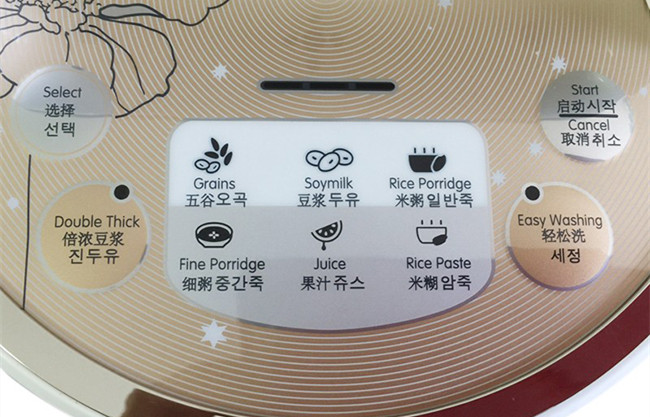 Select
选择
선택
Start
启动시작
Cancel
取消취소
Grains
五谷오곡
Soymilk
豆浆두유
Rice Porridge
米粥일반죽
Double Thick
倍浓豆浆
진두유
Easy Washing
轻松洗
세정
Fine Porridge
细粥중간죽
Juice
果汁쥬스
Rice Paste
米糊암죽